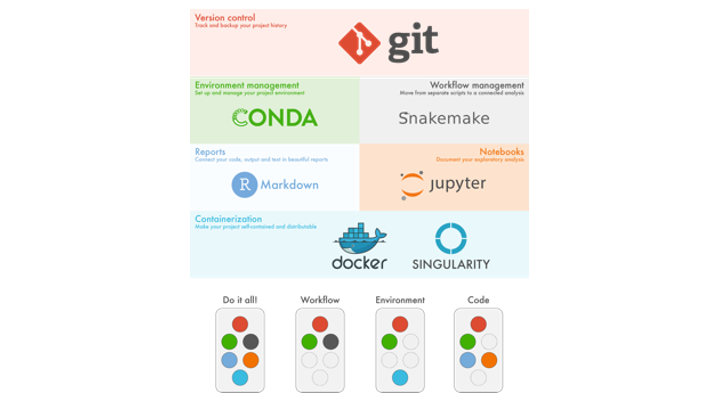 Version control
Track and backup your project history
git
Environment management
Set up and manage your project environment
CONDA
Workflow management
Move from separate scripts to a connected analysis
Snakemake
Reports
Connect your code, output and text in beautiful reports
R Markdown
Notebooks
Document your exploratory analysis
jupyter
Containerization
Make your project self-contained and distributable
docker
SINGULARITY
Do it all!
Workflow
Environment
Code